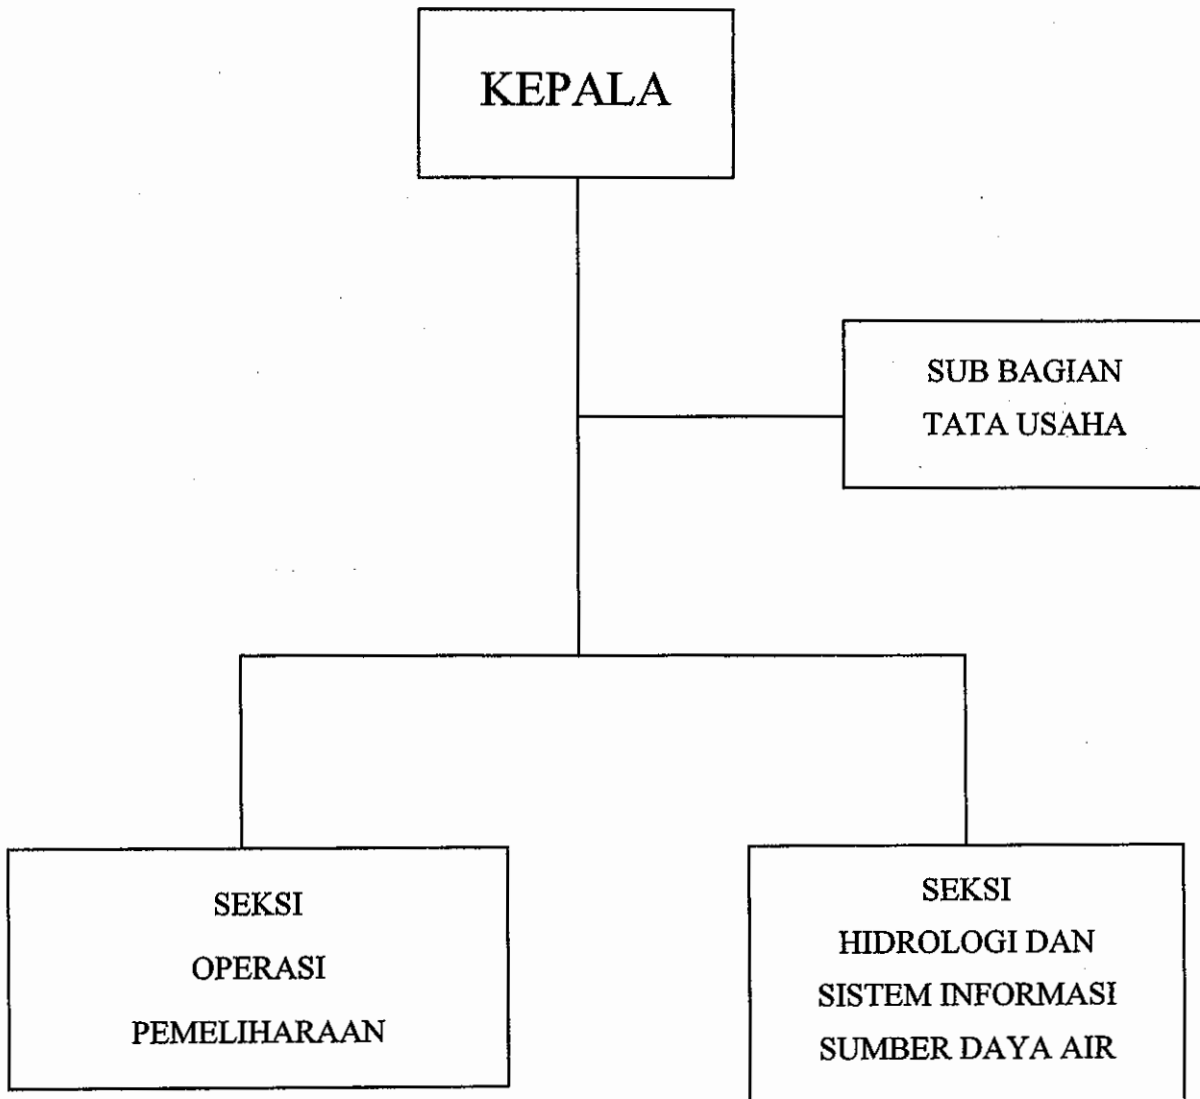 KEPALA
SUB BAGIAN
TATA USAHA
SEKSI
OPERASI
PEMELIHARAAN
SEKSI
HIDROLOGI DAN
SISTEM INFORMASI
SUMBER DAYA AIR